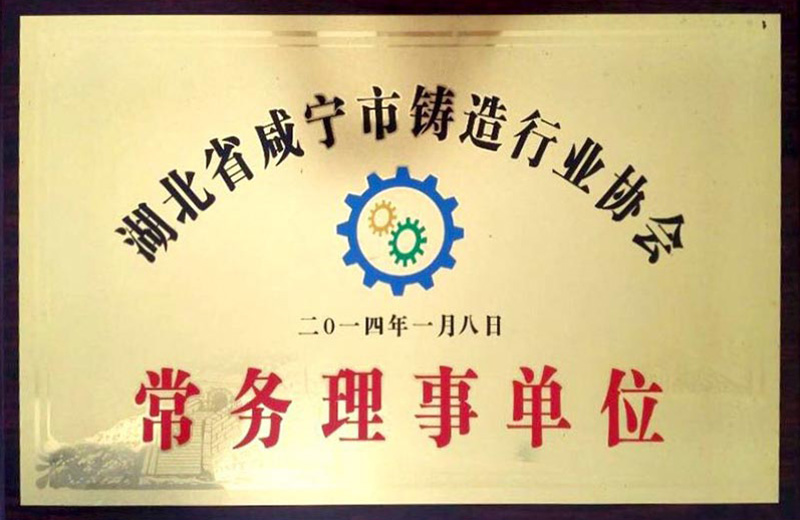 湖北省咸宁市铸造行业协会
二０一四年一月八日
常务理事单位